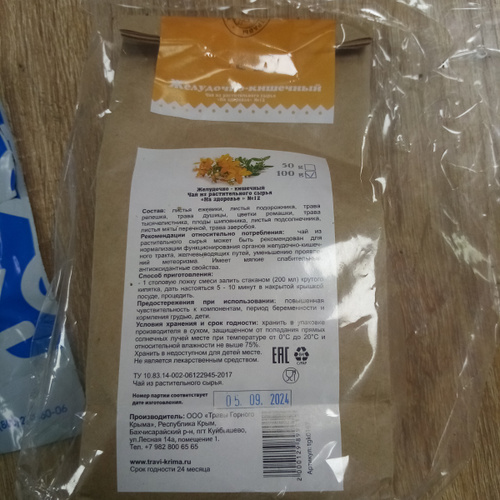 Желудочно-кишечный
Чай из растительного сырья
«На здоровье» №12
50 г
100 г
Желудочно - кишечный
Чай из растительного сырья
«На здоровье» - №12
Состав: листья ежевики, листья подорожника, трава
репешка, трава душицы, цветки ромашки, трава
тысячелистника, плоды шиповника, листья подсолнечника,
листья мяты перечной, трава зверобоя.
Рекомендации относительно потребления: чай из
растительного сырья может быть рекомендован для
нормализации функционирования органов желудочно-кишеч-
ного тракта, желчевыводящих путей, уменьшению проявле-
ний метеоризма. Имеет мягкие слабительные,
антиоксидантные свойства.
Способ приготовления:
- 1 столовую ложку смеси залить стаканом (200 мл) крутого
кипятка, дать настояться 5 - 10 минут в накрытой крышкой
посуде, процедить.
Предостережения при использовании: повышенная
чувствительность к компонентам, период беременности и
кормления грудью, дети.
Условия хранения и срок годности: хранить в упаковке
производителя в сухом, защищенном от попадания прямых
солнечных лучей месте при температуре от 0°С до 20°С и
относительной влажности не выше 75%.
Хранить в недоступном для детей месте.
Не является лекарственным средством.
ЕАС
ТУ 10.83.14-002-06122945-2017
Чай из растительного сырья.
Номер партии соответствует
дате изготовления:
05. 09. 2024
Производитель: ООО «Травы Горного
Крыма», Республика Крым,
Бахчисарайский р-н, пгт Куйбышево,
ул.Лесная 14а, помещение 1.
Тел. +7 962 800 65 65
www.travi-krima.ru
Срок годности 24 месяца